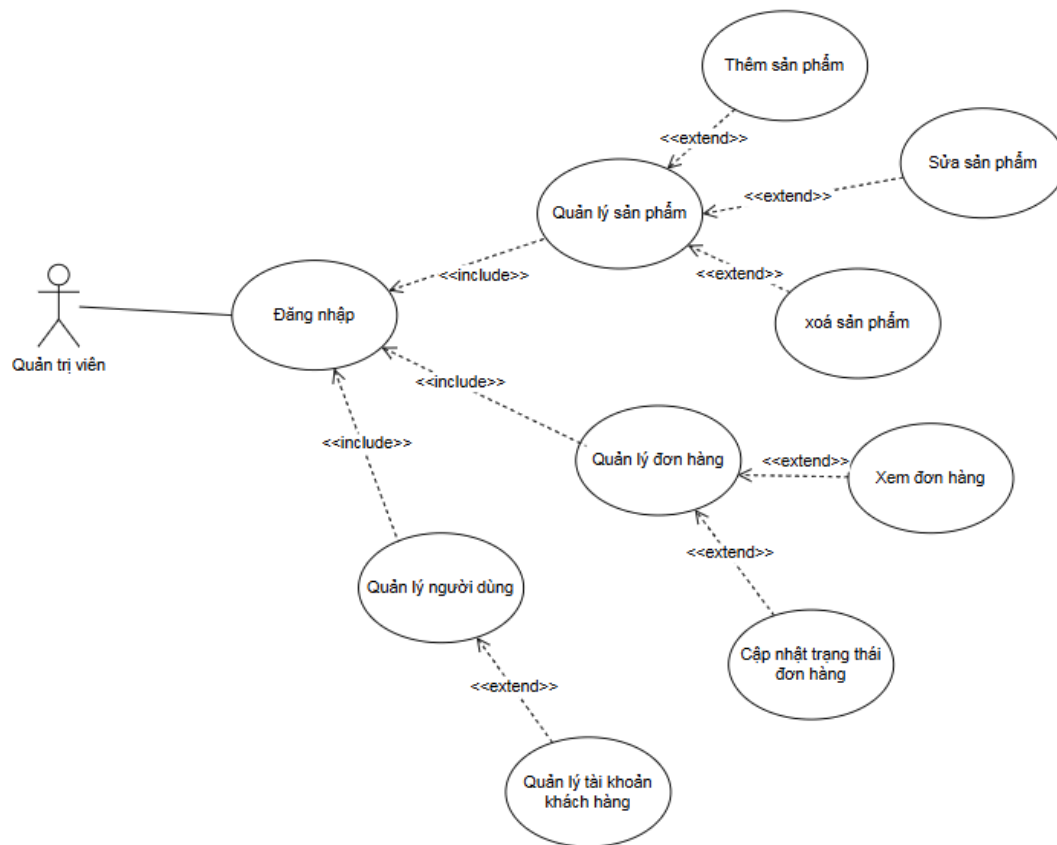 Thêm sản phẩm
<<extend>>
Sửa sản phẩm
<<extend>>
Quản lý sản phẩm
<<include>>
<<extend>>
Đăng nhập
xoá sản phẩm
Quản trị viên
<<include>>
<<include>>
Quản lý đơn hàng
<<extend>>
Xem đơn hàng
<<extend>>
Quản lý người dùng
Cập nhật trạng thái
đơn hàng
<<extend>>
Quản lý tài khoản
khách hàng